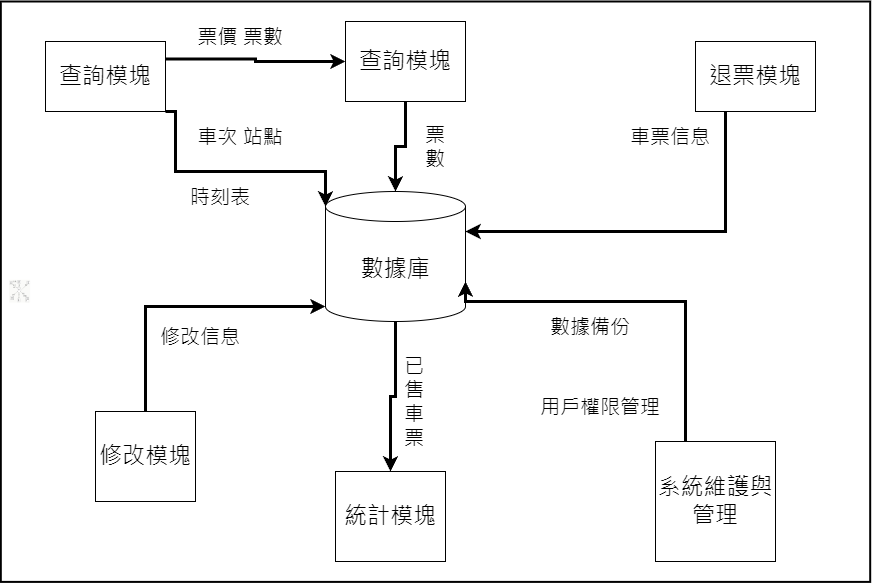 票價 票數
查詢模塊
查詢模塊
退票模塊
車次 站點
票
數
車票信息
時刻表
數據庫
修改信息
數據備份
已
售
車
票
用戶權限管理
修改模塊
統計模塊
系統維護與
管理